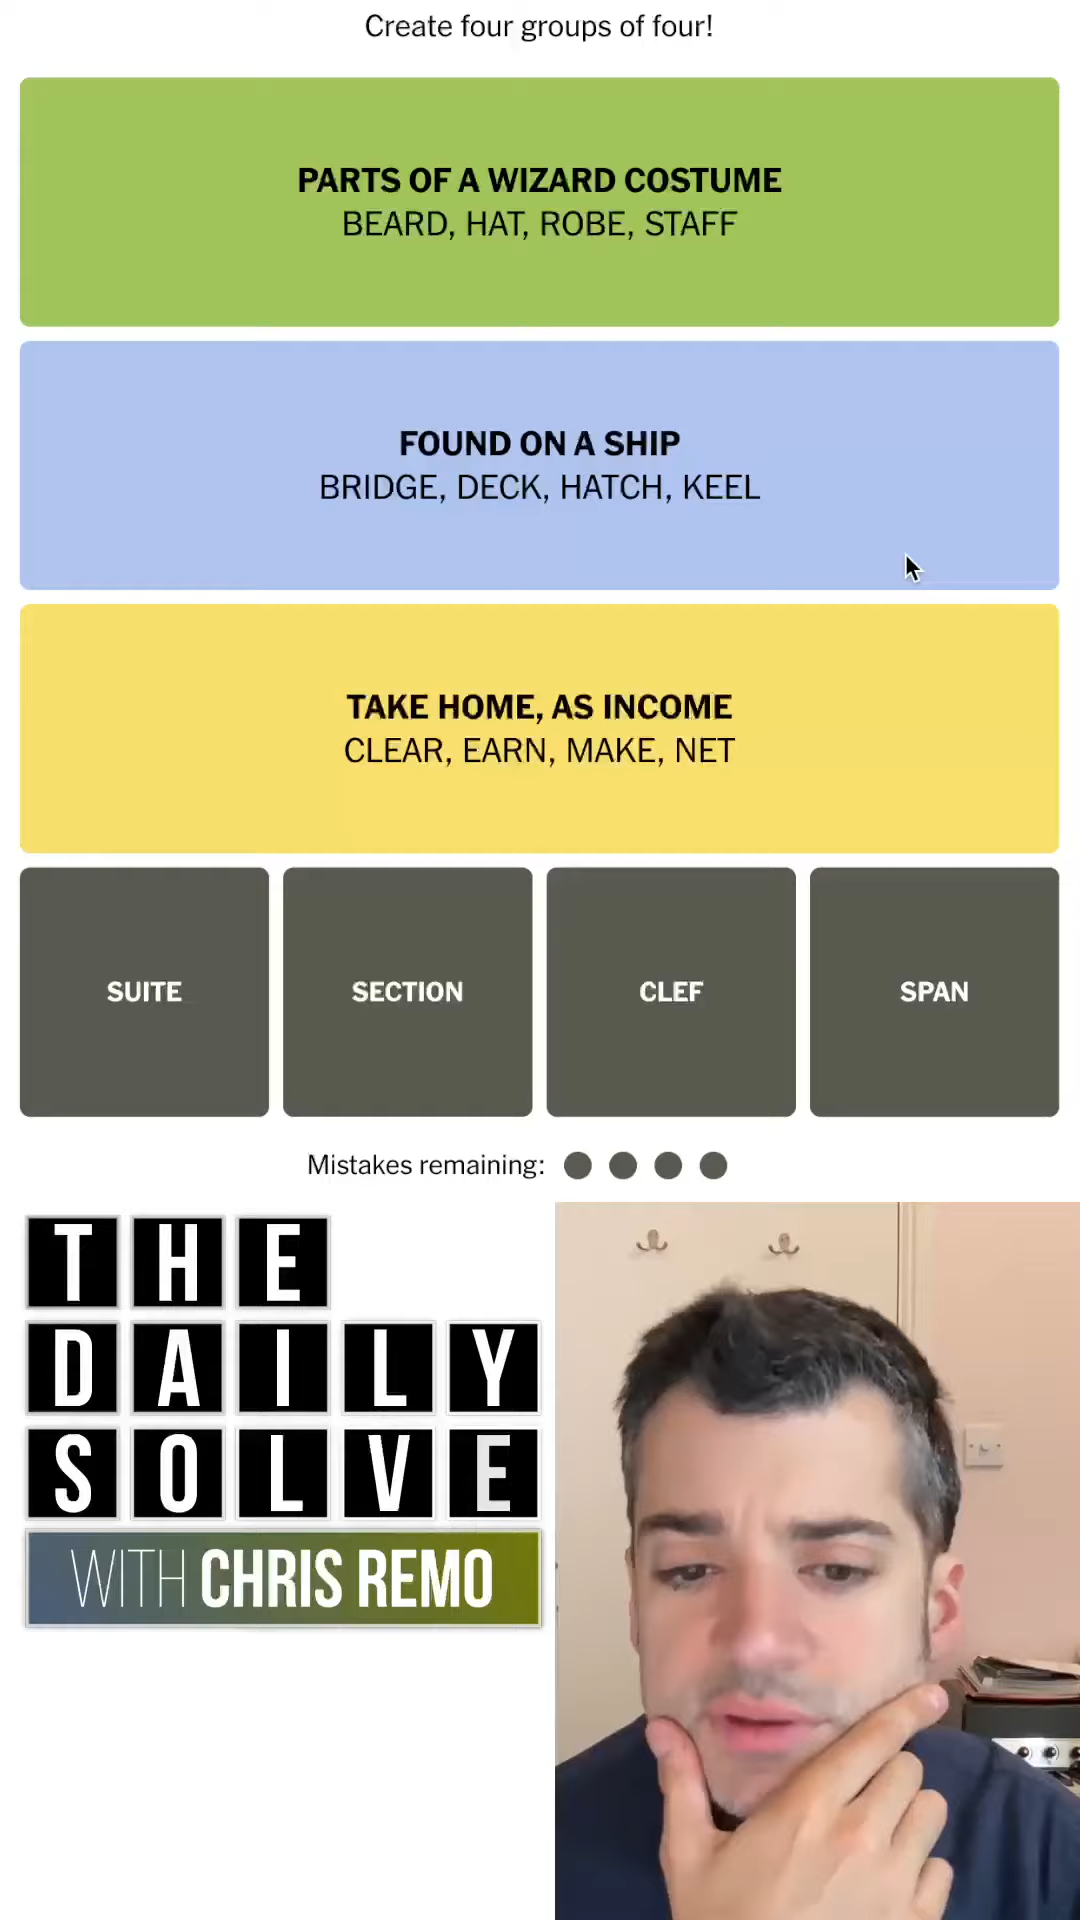 Create four groups of four!
PARTS OF A WIZARD COSTUME
BEARD, HAT, ROBE, STAFF
FOUND ON A SHIP
BRIDGE, DECK, HATCH, KEEL
TAKE HOME, AS INCOME
CLEAR, EARN, MAKE, NET
SUITE SECTION CLEF SPAN
Mistakes remaining:
THE
DAILY
SOLVE
WITH CHRIS REMO